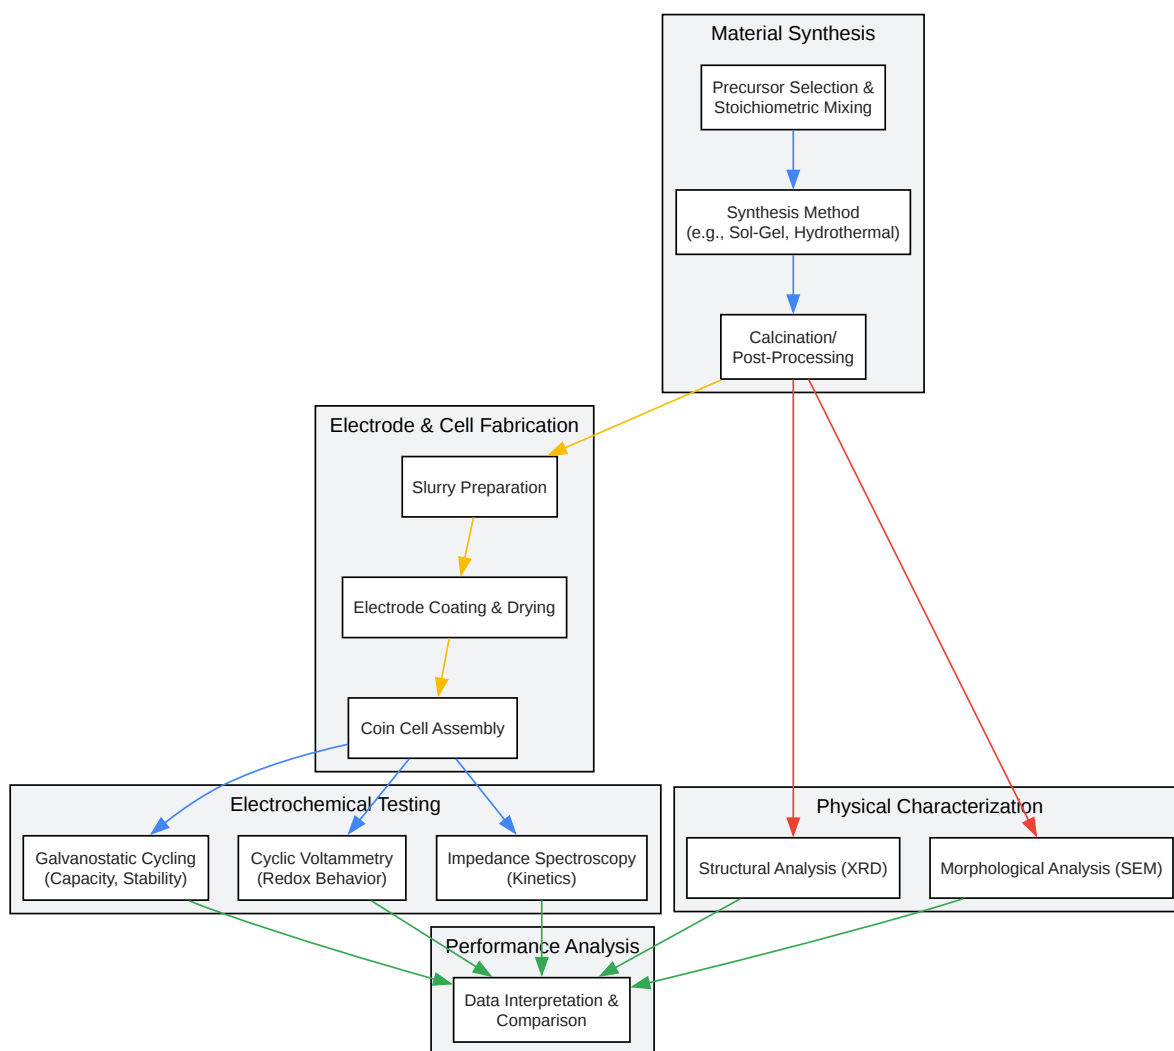 Material Synthesis
Precursor Selection &
Stoichiometric Mixing
Synthesis Method
(e.g., Sol-Gel, Hydrothermal)
Calcination/
Post-Processing
Electrode & Cell Fabrication
Slurry Preparation
Electrode Coating & Drying
Coin Cell Assembly
Electrochemical Testing
Galvanostatic Cycling
(Capacity, Stability)
Cyclic Voltammetry
(Redox Behavior)
Impedance Spectroscopy
(Kinetics)
Physical Characterization
Structural Analysis (XRD)
Morphological Analysis (SEM)
Performance Analysis
Data Interpretation &
Comparison